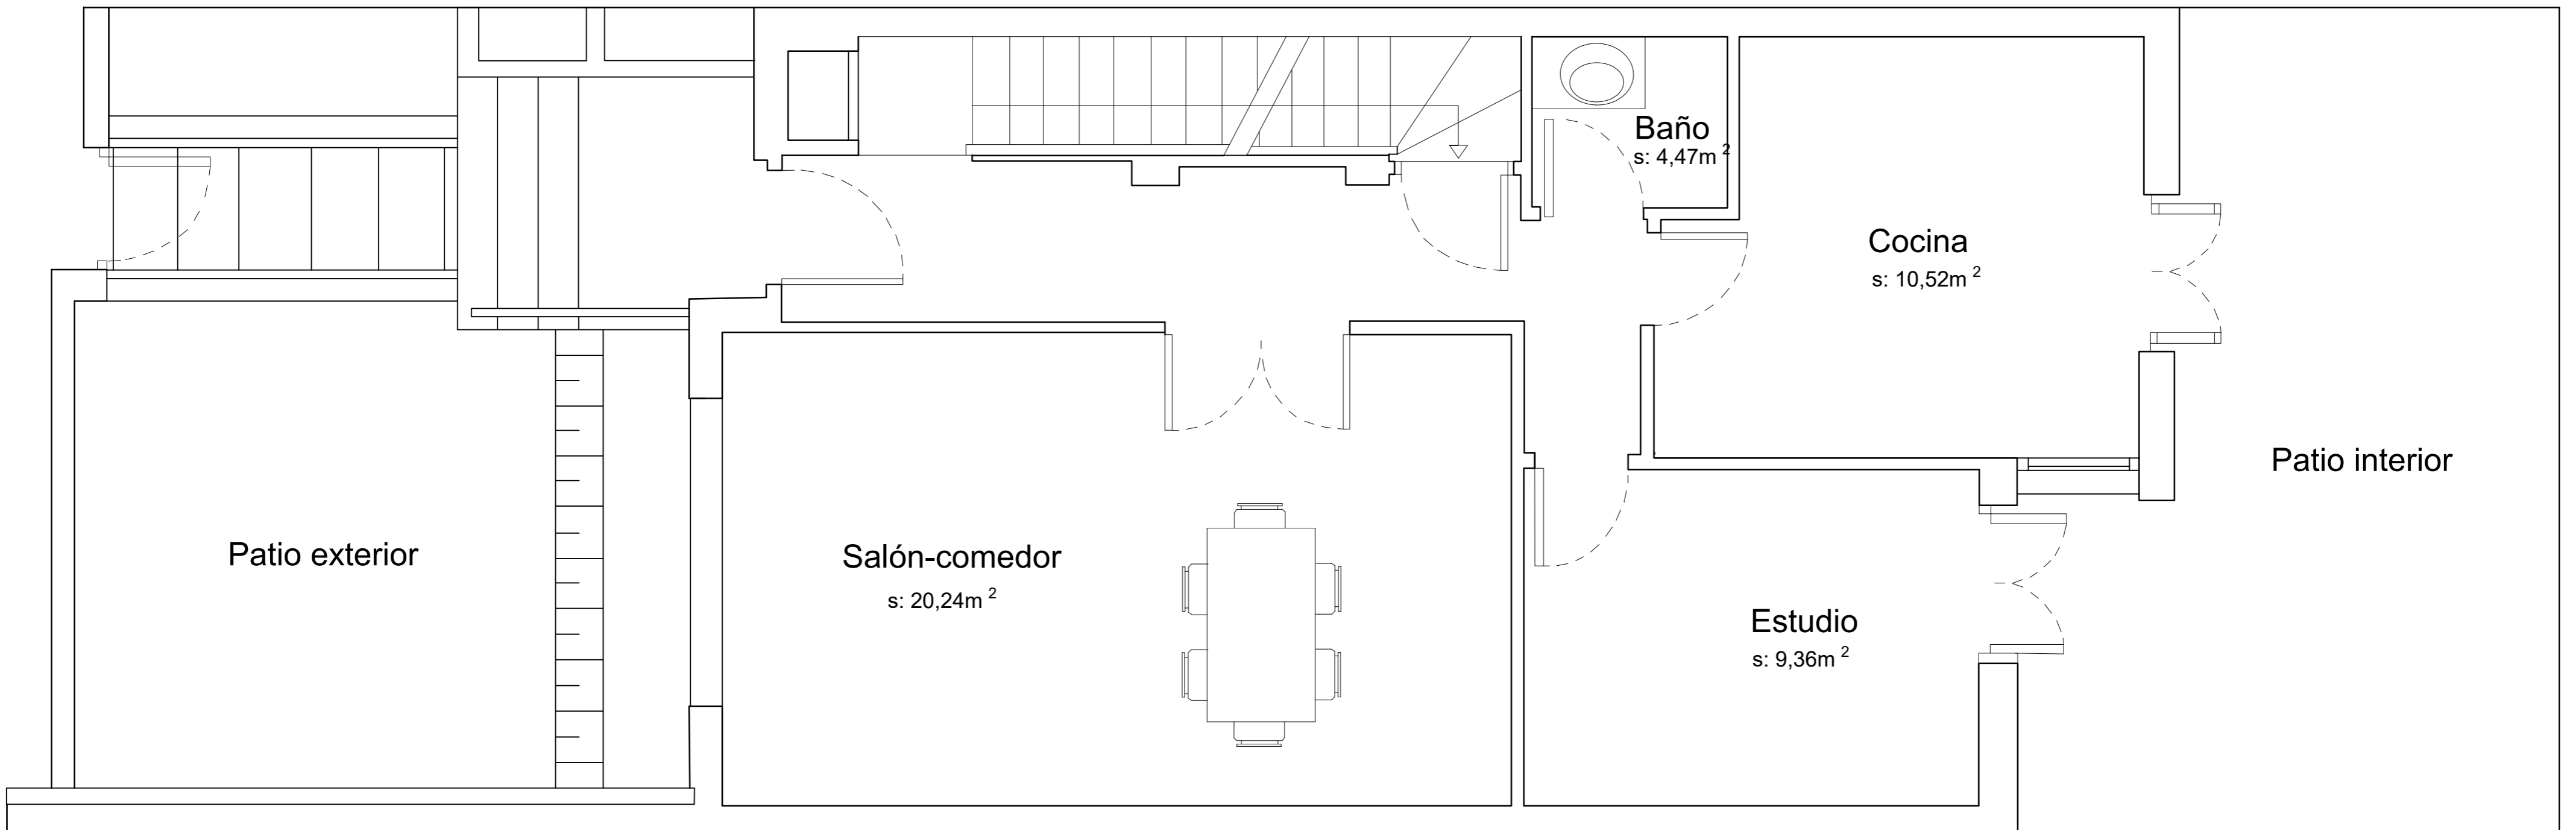 Baño
s: 4,47m 2
Cocina
s: 10,52m 2
Patio interior
Patio exterior
Salón-comedor
s: 20,24m 2
Estudio
s: 9,36m 2